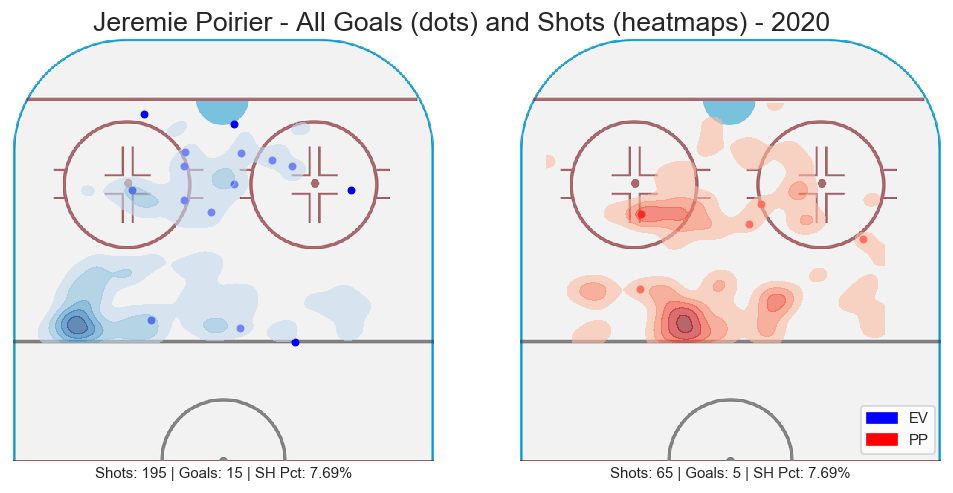 Jeremie Poirier - All Goals (dots) and Shots (heatmaps) - 2020
EV
PP
Shots: 195 | Goals: 15 | SH Pct: 7.69%
Shots: 65 | Goals: 5 | SH Pct: 7.69%